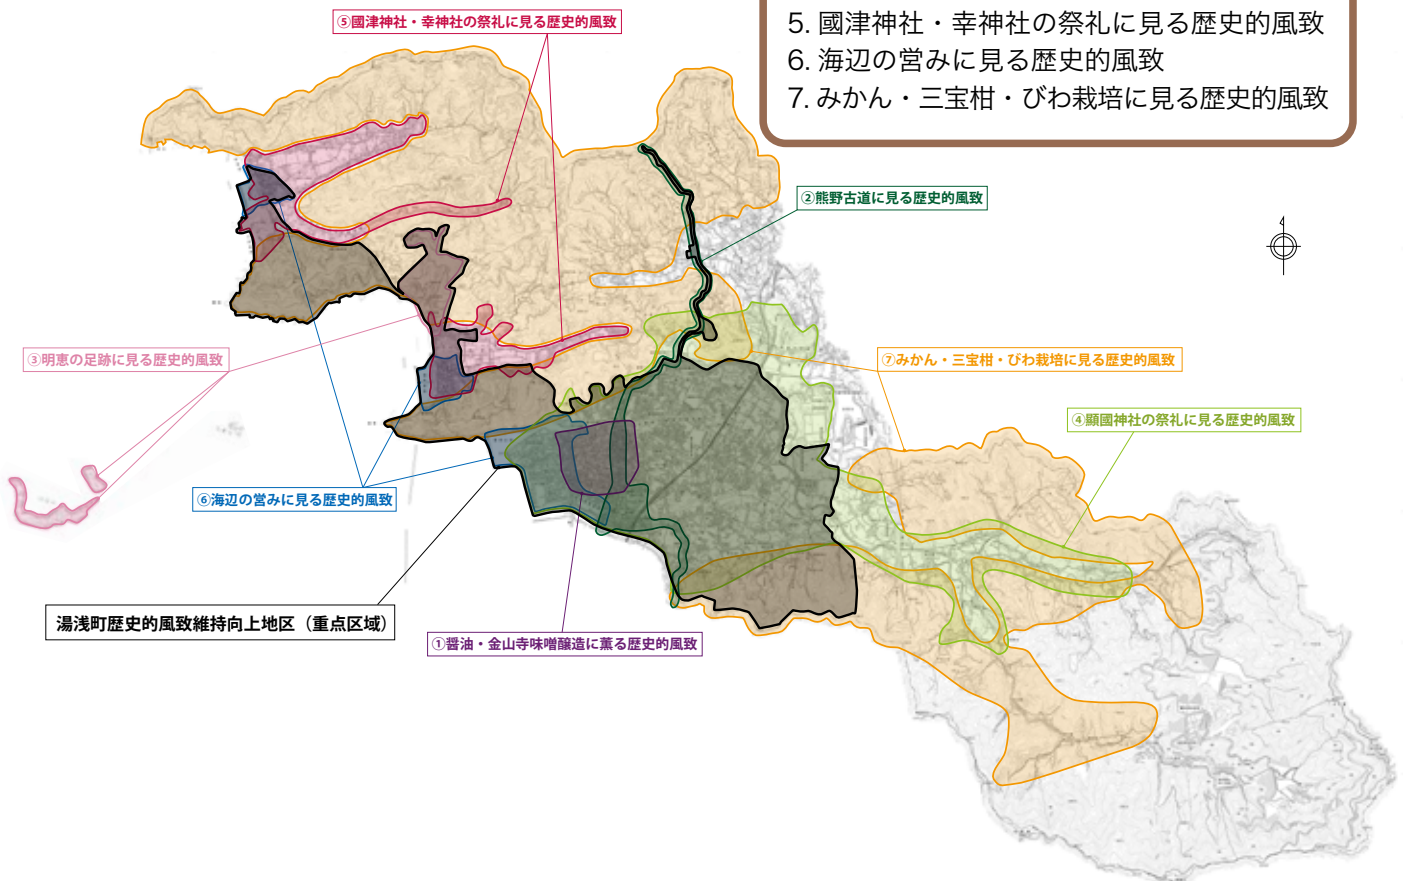 5. 國津神社・幸神社の祭礼に見る歴史的風致
6. 海辺の営みに見る歴史的風致
7. みかん・三宝柑・びわ栽培に見る歴史的風致
⑤國津神社・幸神社の祭礼に見る歴史的風致
②熊野古道に見る歴史的風致
③明恵の足跡に見る歴史的風致
⑦みかん・三宝柑・びわ栽培に見る歴史的風致
④顯國神社の祭礼に見る歴史的風致
⑥海辺の営みに見る歴史的風致
湯浅町歴史的風致維持向上地区（重点区域）
①醤油・金山寺味噌醸造に薫る歴史的風致